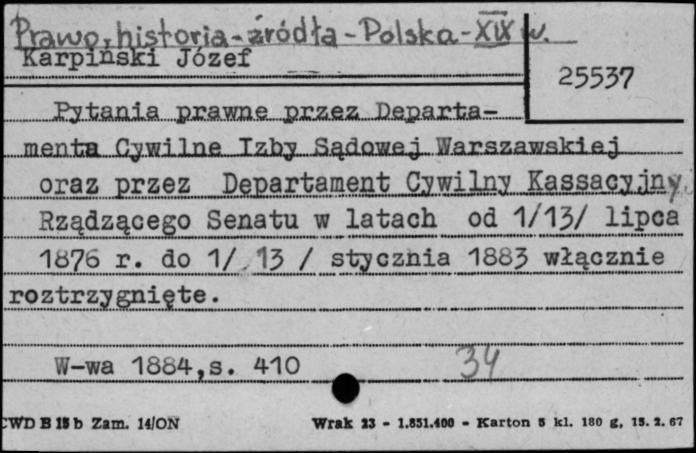 Prawo, historia-źródła-Polska-XIX w.
Karpiński Józef
25537
Pytania prawne przez Departa-
menta Cywilne Izby Sądowej Warszawskiej
oraz przez Departament Cywilny Kassacyjny
Rządzącego Senatu w latach od 1/13/ lipca
1876 r. do 1/ 13 / stycznia 1883 włącznie
roztrzygnięte.
W-wa 1884,s. 410
34
CWD B 15 b Zam. 14/ON Wrak 23 - 1.851.400 - Karton 5 kl. 180 g, 15. 2. 67